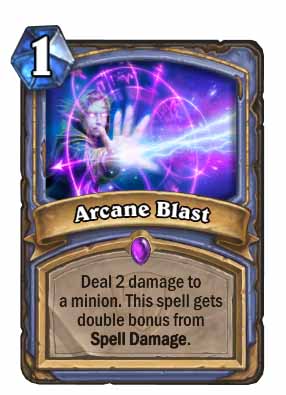 1
Arcane Blast
Deal 2 damage to
a minion. This spell gets
double bonus from
Spell Damage.